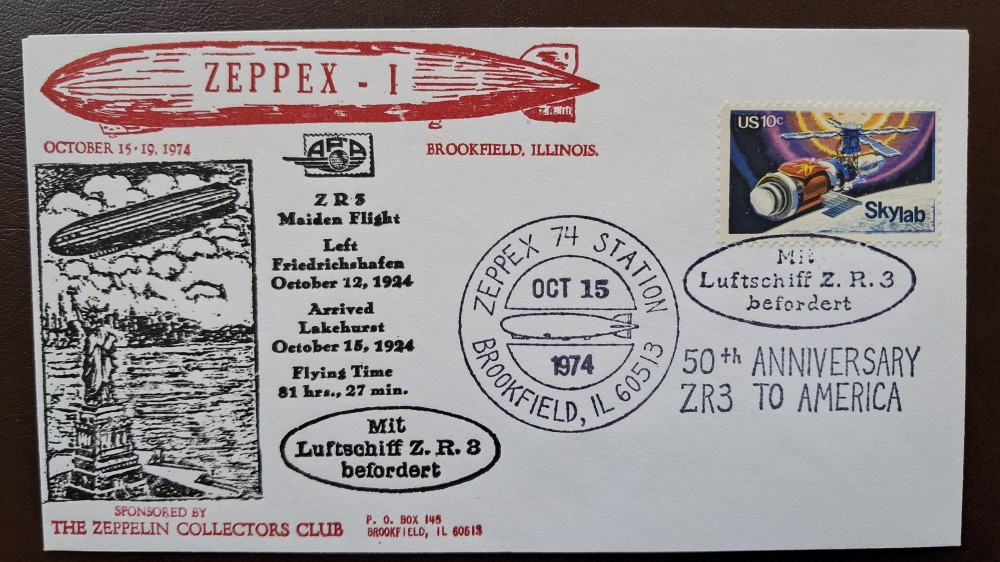 ZEPPEX - I
Z R III
OCTOBER 15-19, 1974
BROOKFIELD, ILLINOIS.
APA
Z R 3
Maiden Flight
Left
Friedrichshafen
October 12, 1924
Arrived
Lakehurst
October 15, 1924
Flying Time
81 hrs., 27 min.
Mit
Luftschiff Z. R. 3
befordert
SPONSORED BY
THE ZEPPELIN COLLECTORS CLUB
P. O. BOX 145
BROOKFIELD, IL 60513
US 10c
Skylab
ZEPPEX 74 STATION
OCT 15
1974
BROOKFIELD, IL 60513
Mit
Luftschiff Z. R. 3
befordert
50th ANNIVERSARY
ZR3 TO AMERICA